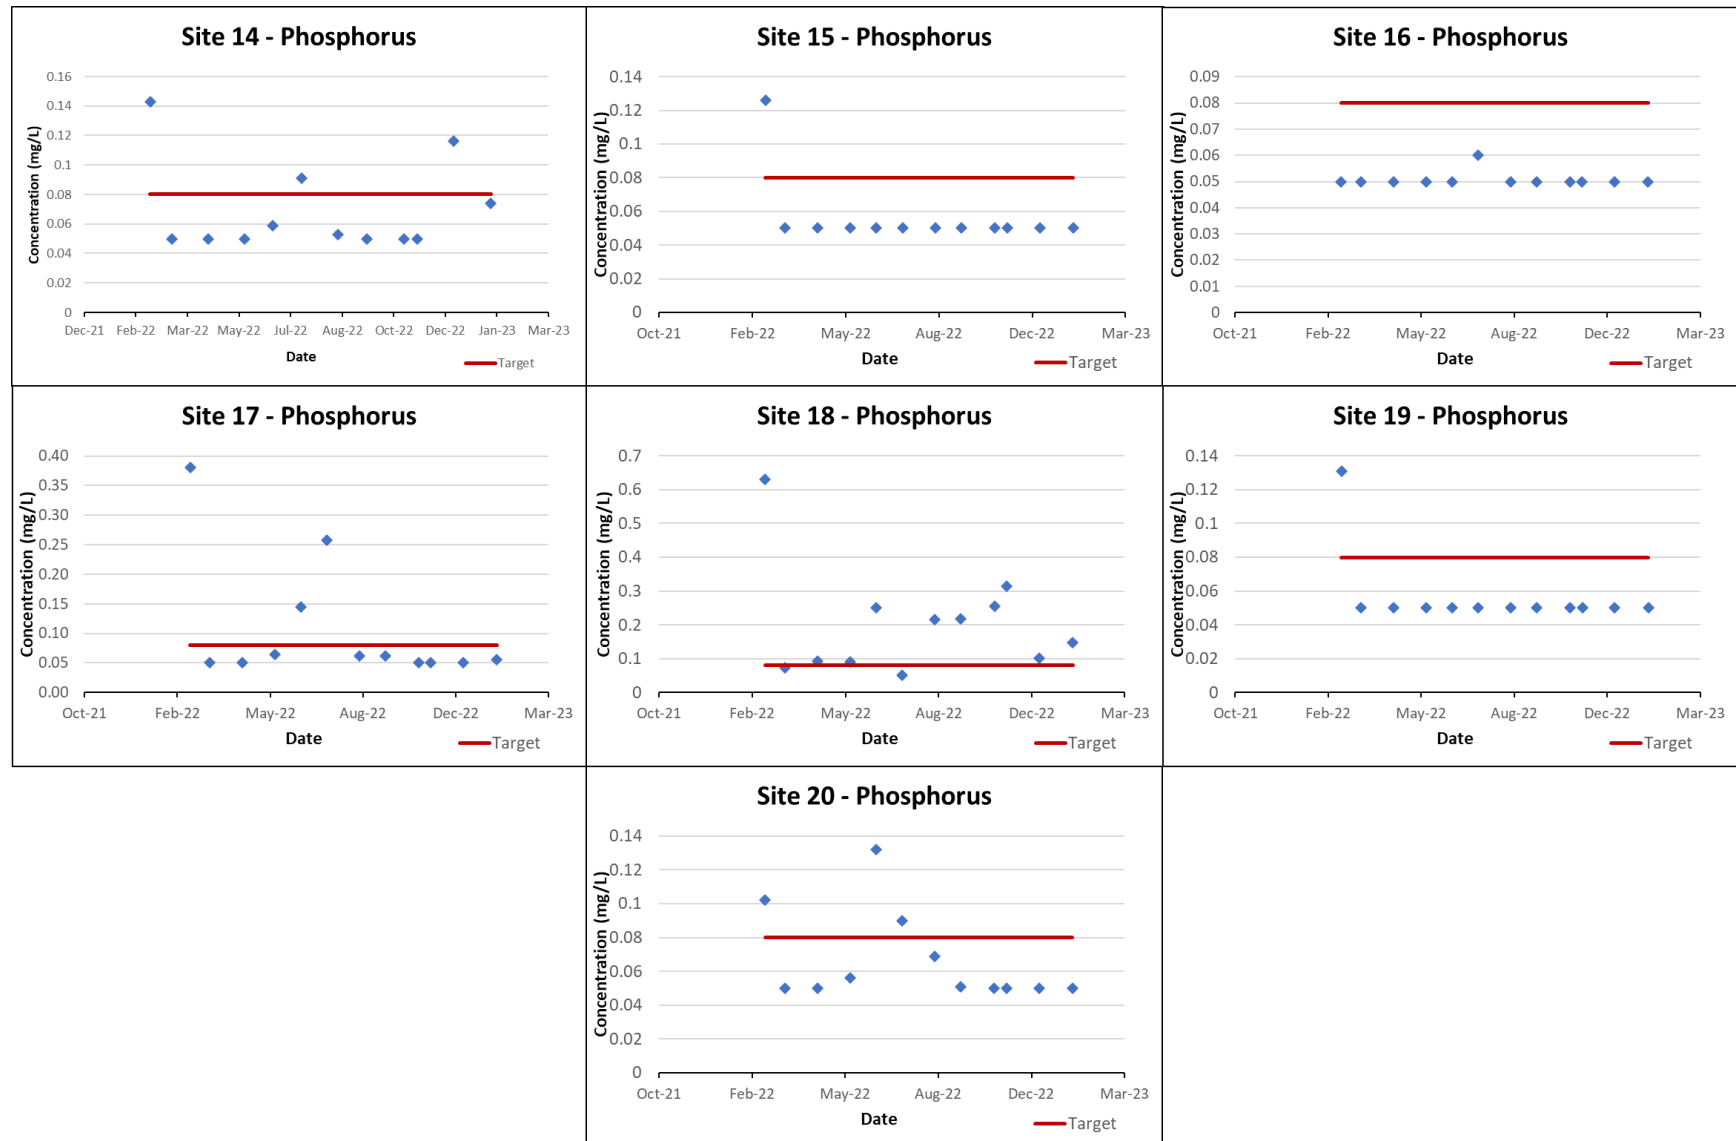 Site 14 - Phosphorus
Concentration (mg/L)
0.16
0.14
0.12
0.1
0.08
0.06
0.04
0.02
0
Dec-21 Feb-22 Mar-22 May-22 Jul-22 Aug-22 Oct-22 Dec-22 Jan-23 Mar-23
Date
Target
Site 15 - Phosphorus
Concentration (mg/L)
0.14
0.12
0.1
0.08
0.06
0.04
0.02
0
Oct-21 Feb-22 May-22 Aug-22 Dec-22 Mar-23
Date
Target
Site 16 - Phosphorus
Concentration (mg/L)
0.09
0.08
0.07
0.06
0.05
0.04
0.03
0.02
0.01
0
Oct-21 Feb-22 May-22 Aug-22 Dec-22 Mar-23
Date
Target
Site 17 - Phosphorus
Concentration (mg/L)
0.40
0.35
0.30
0.25
0.20
0.15
0.10
0.05
0.00
Oct-21 Feb-22 May-22 Aug-22 Dec-22 Mar-23
Date
Target
Site 18 - Phosphorus
Concentration (mg/L)
0.7
0.6
0.5
0.4
0.3
0.2
0.1
0
Oct-21 Feb-22 May-22 Aug-22 Dec-22 Mar-23
Date
Target
Site 19 - Phosphorus
Concentration (mg/L)
0.14
0.12
0.1
0.08
0.06
0.04
0.02
0
Oct-21 Feb-22 May-22 Aug-22 Dec-22 Mar-23
Date
Target
Site 20 - Phosphorus
Concentration (mg/L)
0.14
0.12
0.1
0.08
0.06
0.04
0.02
0
Oct-21 Feb-22 May-22 Aug-22 Dec-22 Mar-23
Date
Target